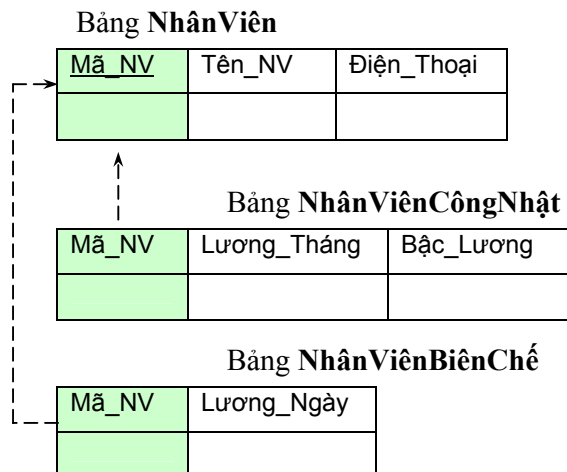 Bảng NhânViên
Mã_NV Tên_NV Điện_Thoại
Bảng NhânViênCôngNhật
Mã_NV Lương_Tháng Bậc_Lương
Bảng NhânViênBiênChế
Mã_NV Lương_Ngày